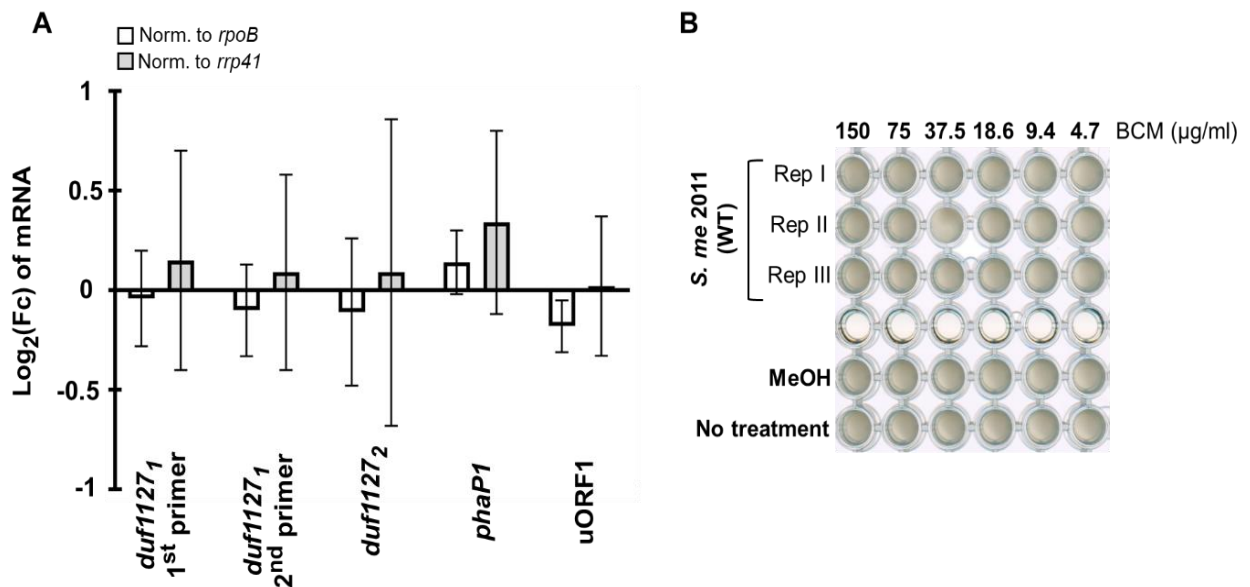 A
Norm. to rpoB
Norm. to rrp41
Log2(Fc) of mRNA
1
0.5
0
-0.5
-1
duf1127₁
1st primer
duf1127₁
2nd primer
duf1127₂
phaP1
uORF1
B
150 75 37.5 18.6 9.4 4.7 BCM (µg/ml)
S. me 2011
(WT)
Rep I
Rep II
Rep III
MeOH
No treatment